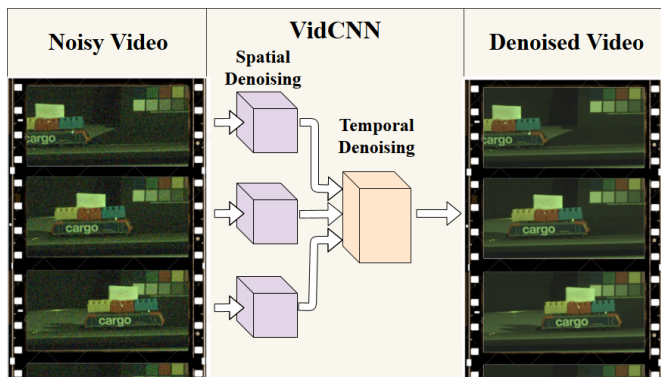 Noisy Video
VidCNN
Denoised Video
Spatial
Denoising
Temporal
Denoising
cargo
cargo
cargo
cargo
cargo
cargo